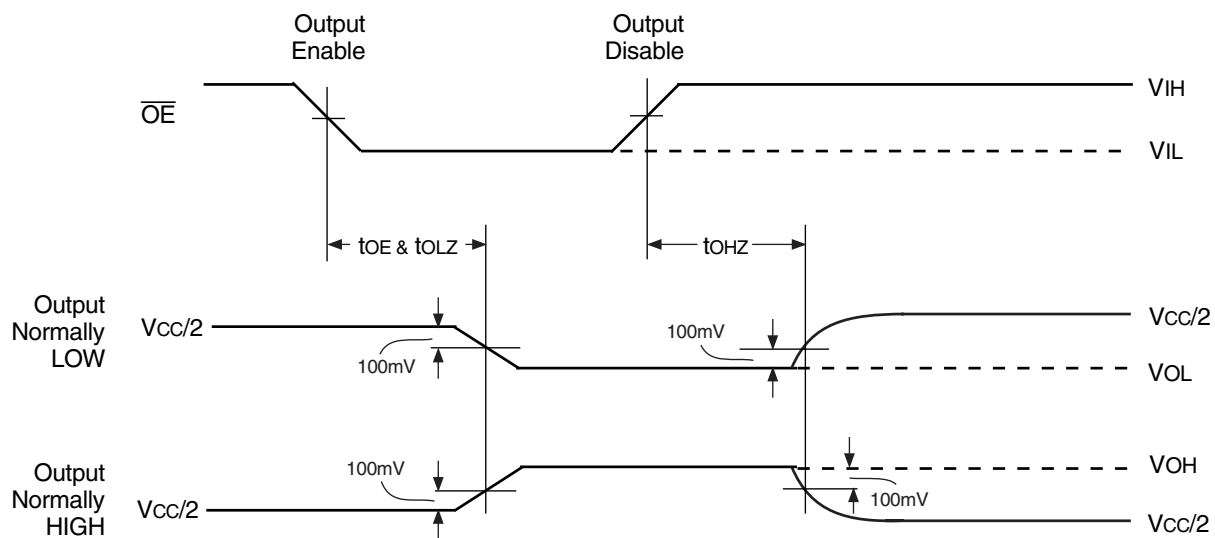 Output
Enable
Output
Disable
OE
VIH
VIL
tOE & tOLZ
tOHZ
Output
Normally
LOW
VCC/2
100mV
100mV
VCC/2
VOL
Output
Normally
HIGH
100mV
VCC/2
VOH
100mV
VCC/2